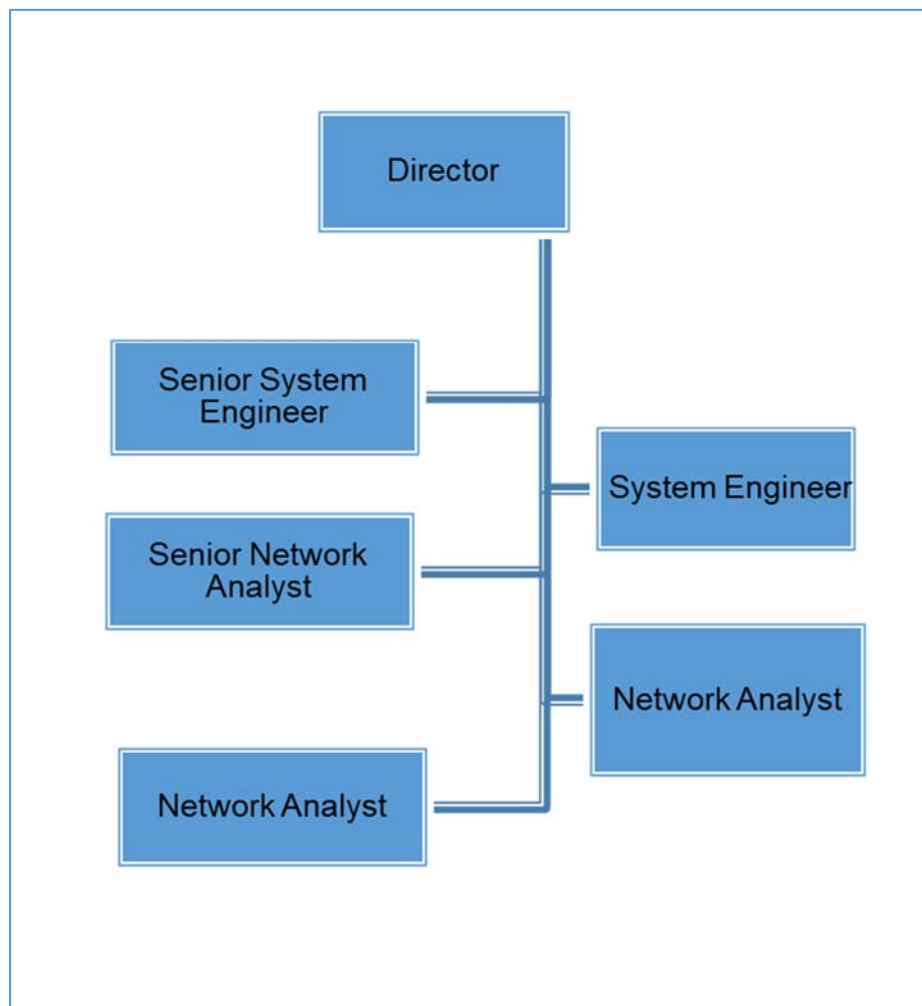 Director
Senior System
Engineer
System Engineer
Senior Network
Analyst
Network Analyst
Network Analyst